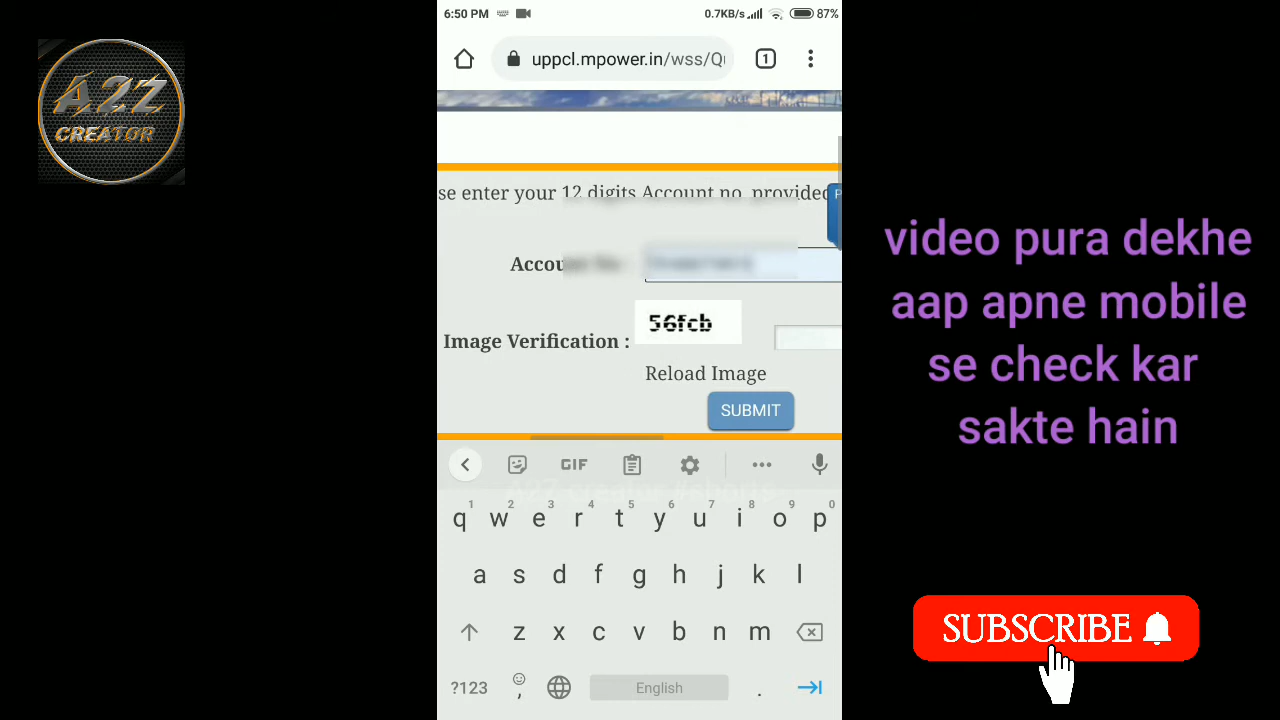 A2Z
CREATOR
6:50 PM
0.7KB/s
87%
uppcl.mpower.in/wss/Q
1
se enter your 12 digits Account no. provided
Image Verification :
56fcb
Reload Image
SUBMIT
GIF
q w e r t y u i o p
1 2 3 4 5 6 7 8 9 0
a s d f g h j k l
z x c v b n m
?123 , English .
video pura dekhe
aap apne mobile
se check kar
sakte hain
SUBSCRIBE